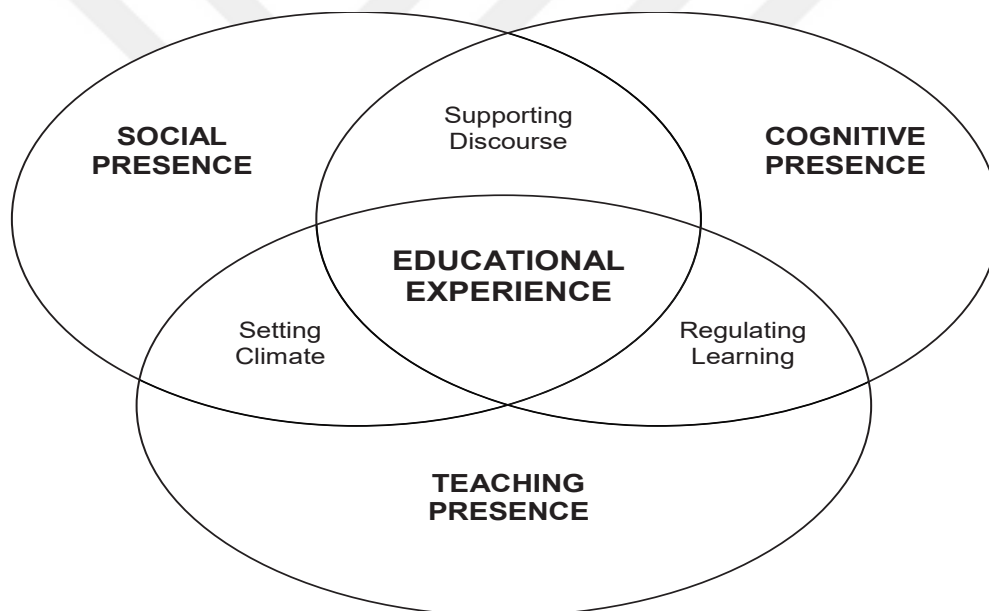 Supporting
Discourse
SOCIAL
PRESENCE
COGNITIVE
PRESENCE
EDUCATIONAL
EXPERIENCE
Setting
Climate
Regulating
Learning
TEACHING
PRESENCE